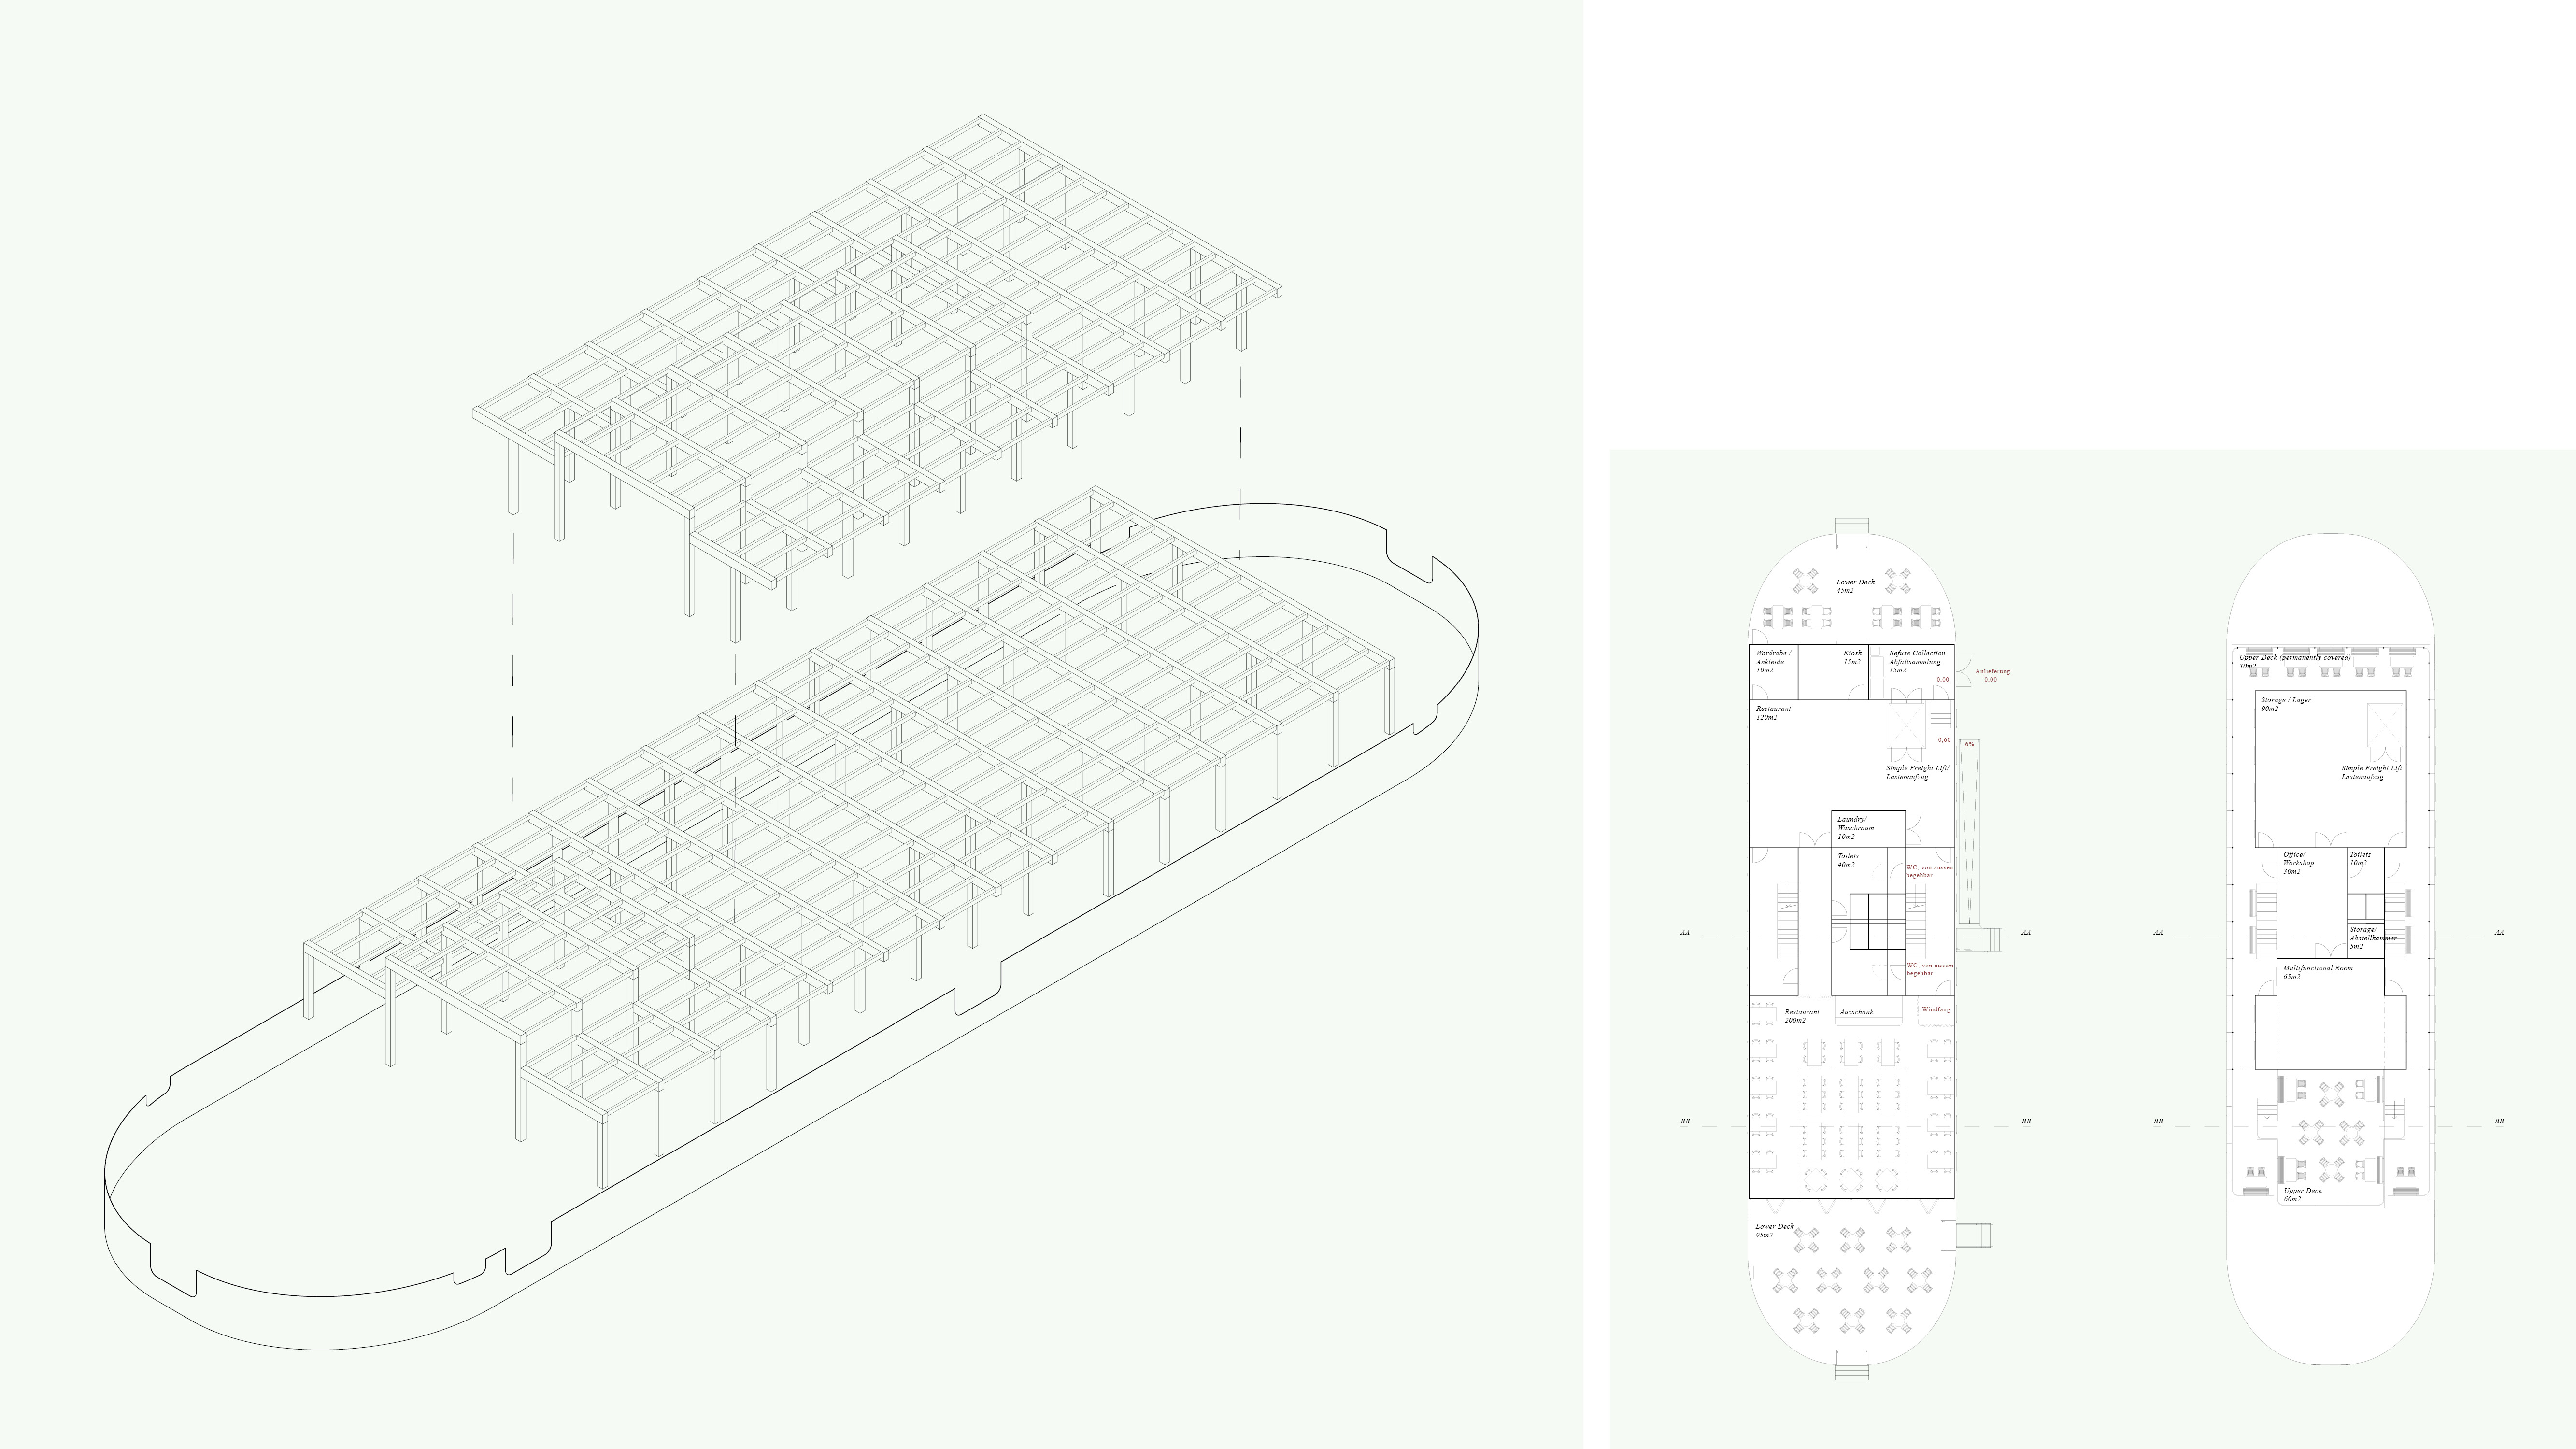 Lower Deck
45m2
Wardrobe /
Ankleide
10m2
Kiosk
15m2
Refuse Collection
Abfallsammlung
15m2
0,00
Anlieferung
0,00
Restaurant
120m2
0,60
6%
Simple Freight Lift/
Lastenaufzug
Laundry/
Waschraum
10m2
Toilets
40m2
WC, von aussen
begehbar
AA
AA
WC, von aussen
begehbar
Restaurant
200m2
Ausschank
Windfang
BB
BB
Lower Deck
95m2
Upper Deck (permanently covered)
30m2
Storage / Lager
90m2
Simple Freight Lift
Lastenaufzug
Office/
Workshop
30m2
Toilets
10m2
AA
AA
Storage/
Abstellkammer
5m2
Multifunctional Room
65m2
BB
BB
Upper Deck
60m2